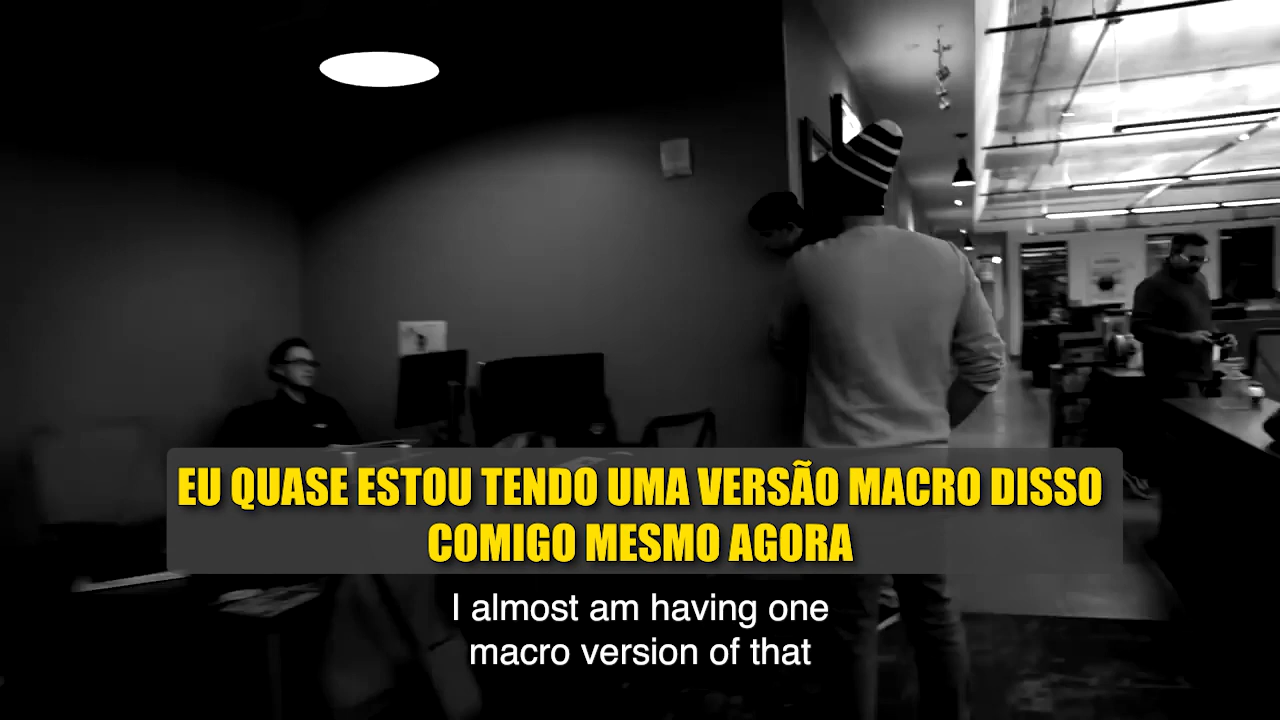 EU QUASE ESTOU TENDO UMA VERSÃO MACRO DISSO
COMIGO MESMO AGORA
I almost am having one
macro version of that